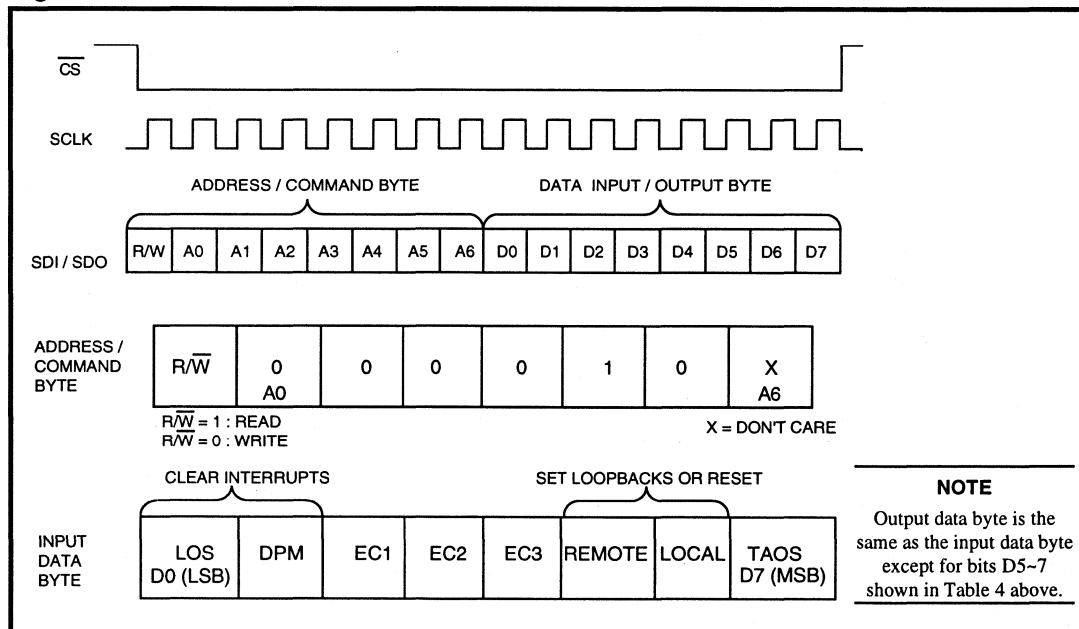 CS
SCLK
ADDRESS / COMMAND BYTE DATA INPUT / OUTPUT BYTE
SDI / SDO R/W A0 A1 A2 A3 A4 A5 A6 D0 D1 D2 D3 D4 D5 D6 D7
ADDRESS /
COMMAND
BYTE
R/W 0 0 0 0 1 0 X
A0 A6
R/W = 1 : READ
R/W = 0 : WRITE
X = DON'T CARE
CLEAR INTERRUPTS SET LOOPBACKS OR RESET
INPUT
DATA
BYTE
LOS DPM EC1 EC2 EC3 REMOTE LOCAL TAOS
D0 (LSB) D7 (MSB)
NOTE
Output data byte is the
same as the input data byte
except for bits D5~7
shown in Table 4 above.